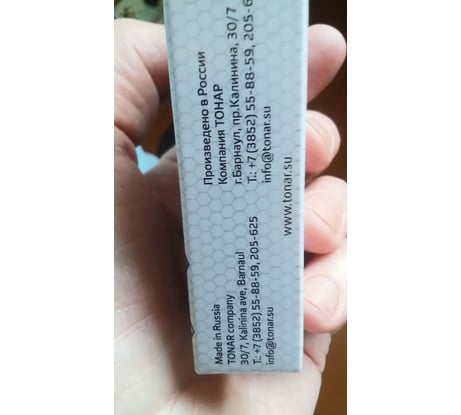 Произведено в России
Компания ТОНАР
г.Барнаул, пр.Калинина, 30/7
Т.: +7 (3852) 55-88-59, 205-6
info@tonar.su
www.tonar.su
Made in Russia
TONAR company
30/7, Kalinina ave, Barnaul
T.: +7 (3852) 55-88-59, 205-625
info@tonar.su